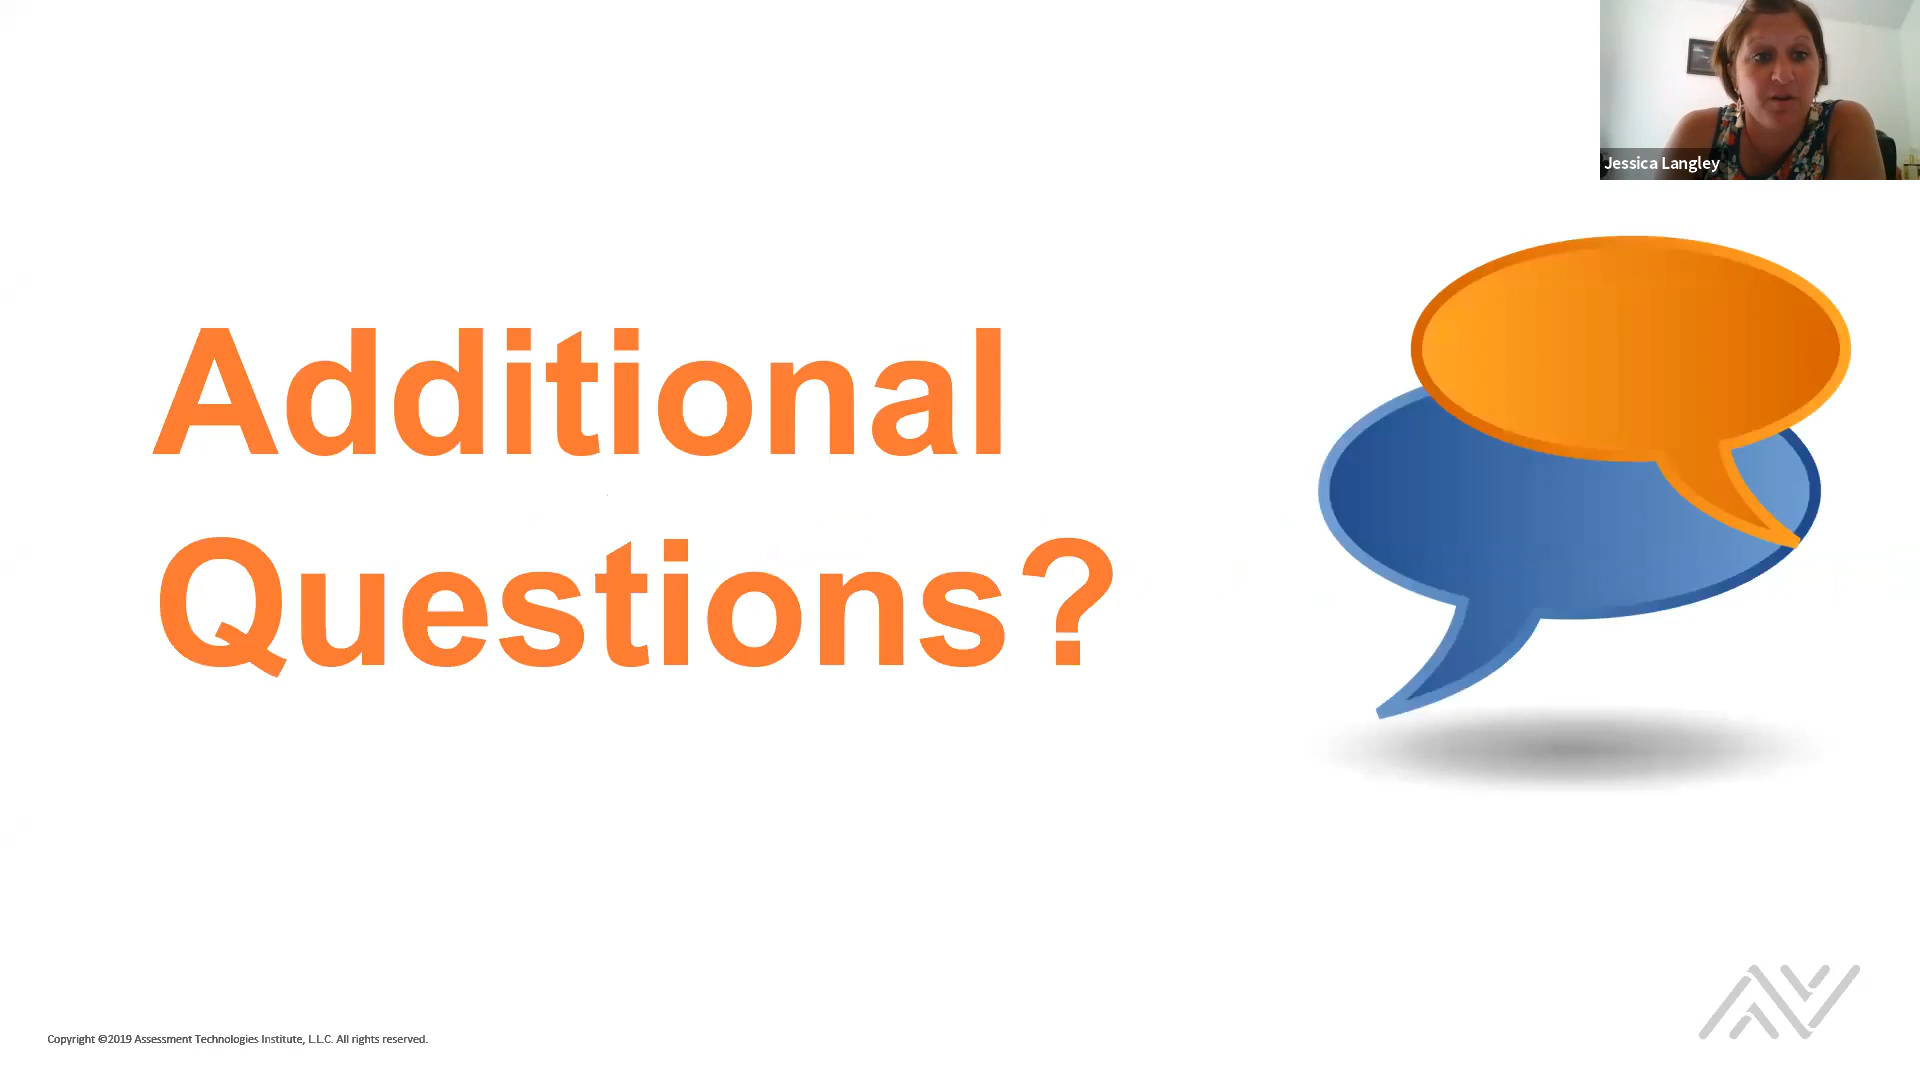 Jessica Langley
Additional
Questions?
Copyright ©2019 Assessment Technologies Institute, L.L.C. All rights reserved.